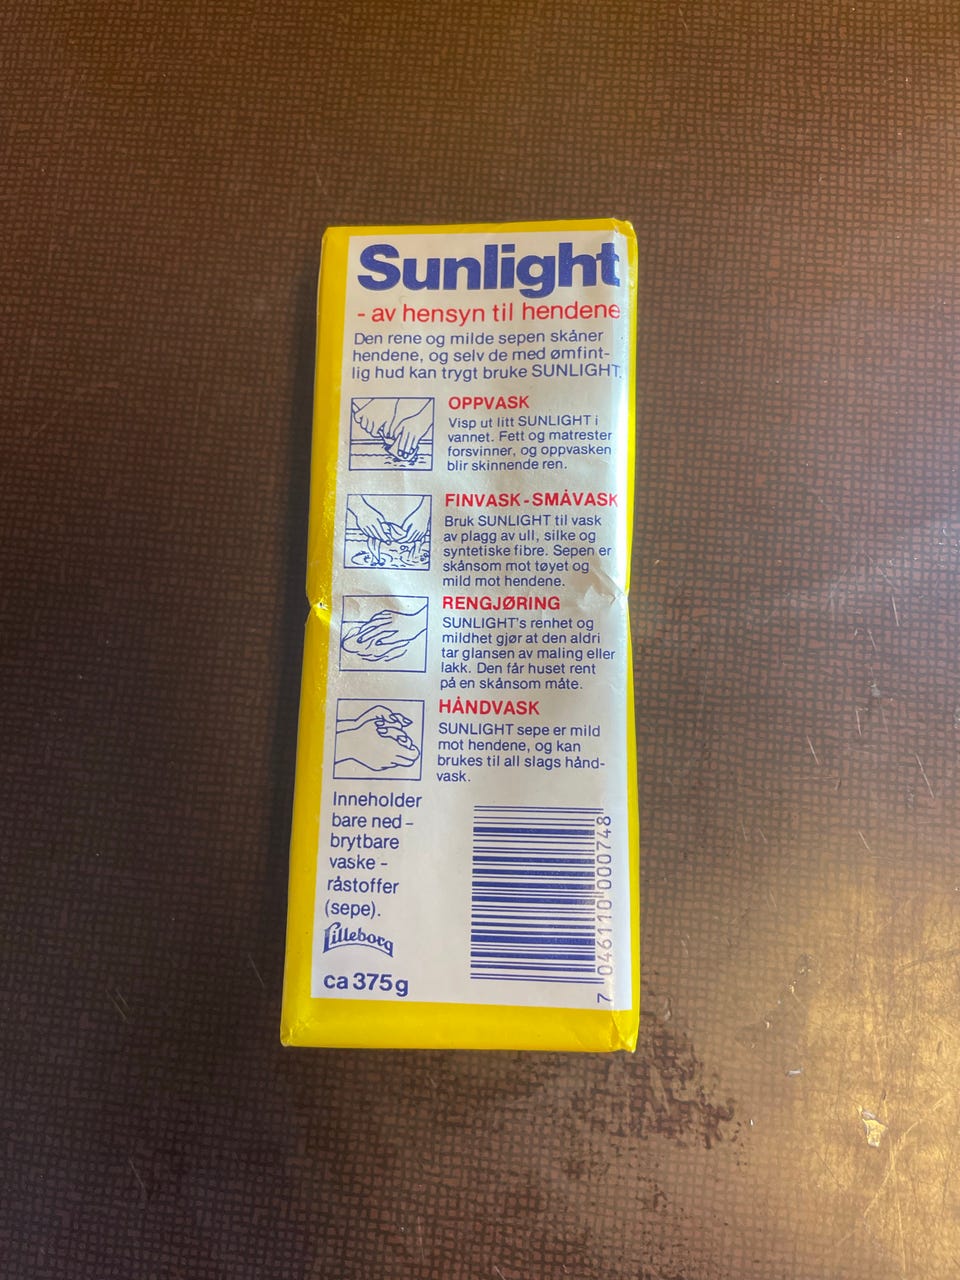 Sunlight
- av hensyn til hendene
Den rene og milde sepen skåner
hendene, og selv de med ømfint-
lig hud kan trygt bruke SUNLIGHT.
OPPVASK
Visp ut litt SUNLIGHT i
vannet. Fett og matrester
forsvinner, og oppvasken
blir skinnende ren.
FINVASK-SMÅVASK
Bruk SUNLIGHT til vask
av plagg av ull, silke og
syntetiske fibre. Sepen er
skånsom mot tøyet og
mild mot hendene.
RENGJØRING
SUNLIGHT's renhet og
mildhet gjør at den aldri
tar glansen av maling eller
lakk. Den får huset rent
på en skånsom måte.
HÅNDVASK
SUNLIGHT sepe er mild
mot hendene, og kan
brukes til all slags hånd-
vask.
Inneholder
bare ned-
brytbare
vaske-
råstoffer
(sepe).
Lilleborg
ca 375g
7 046110 000748